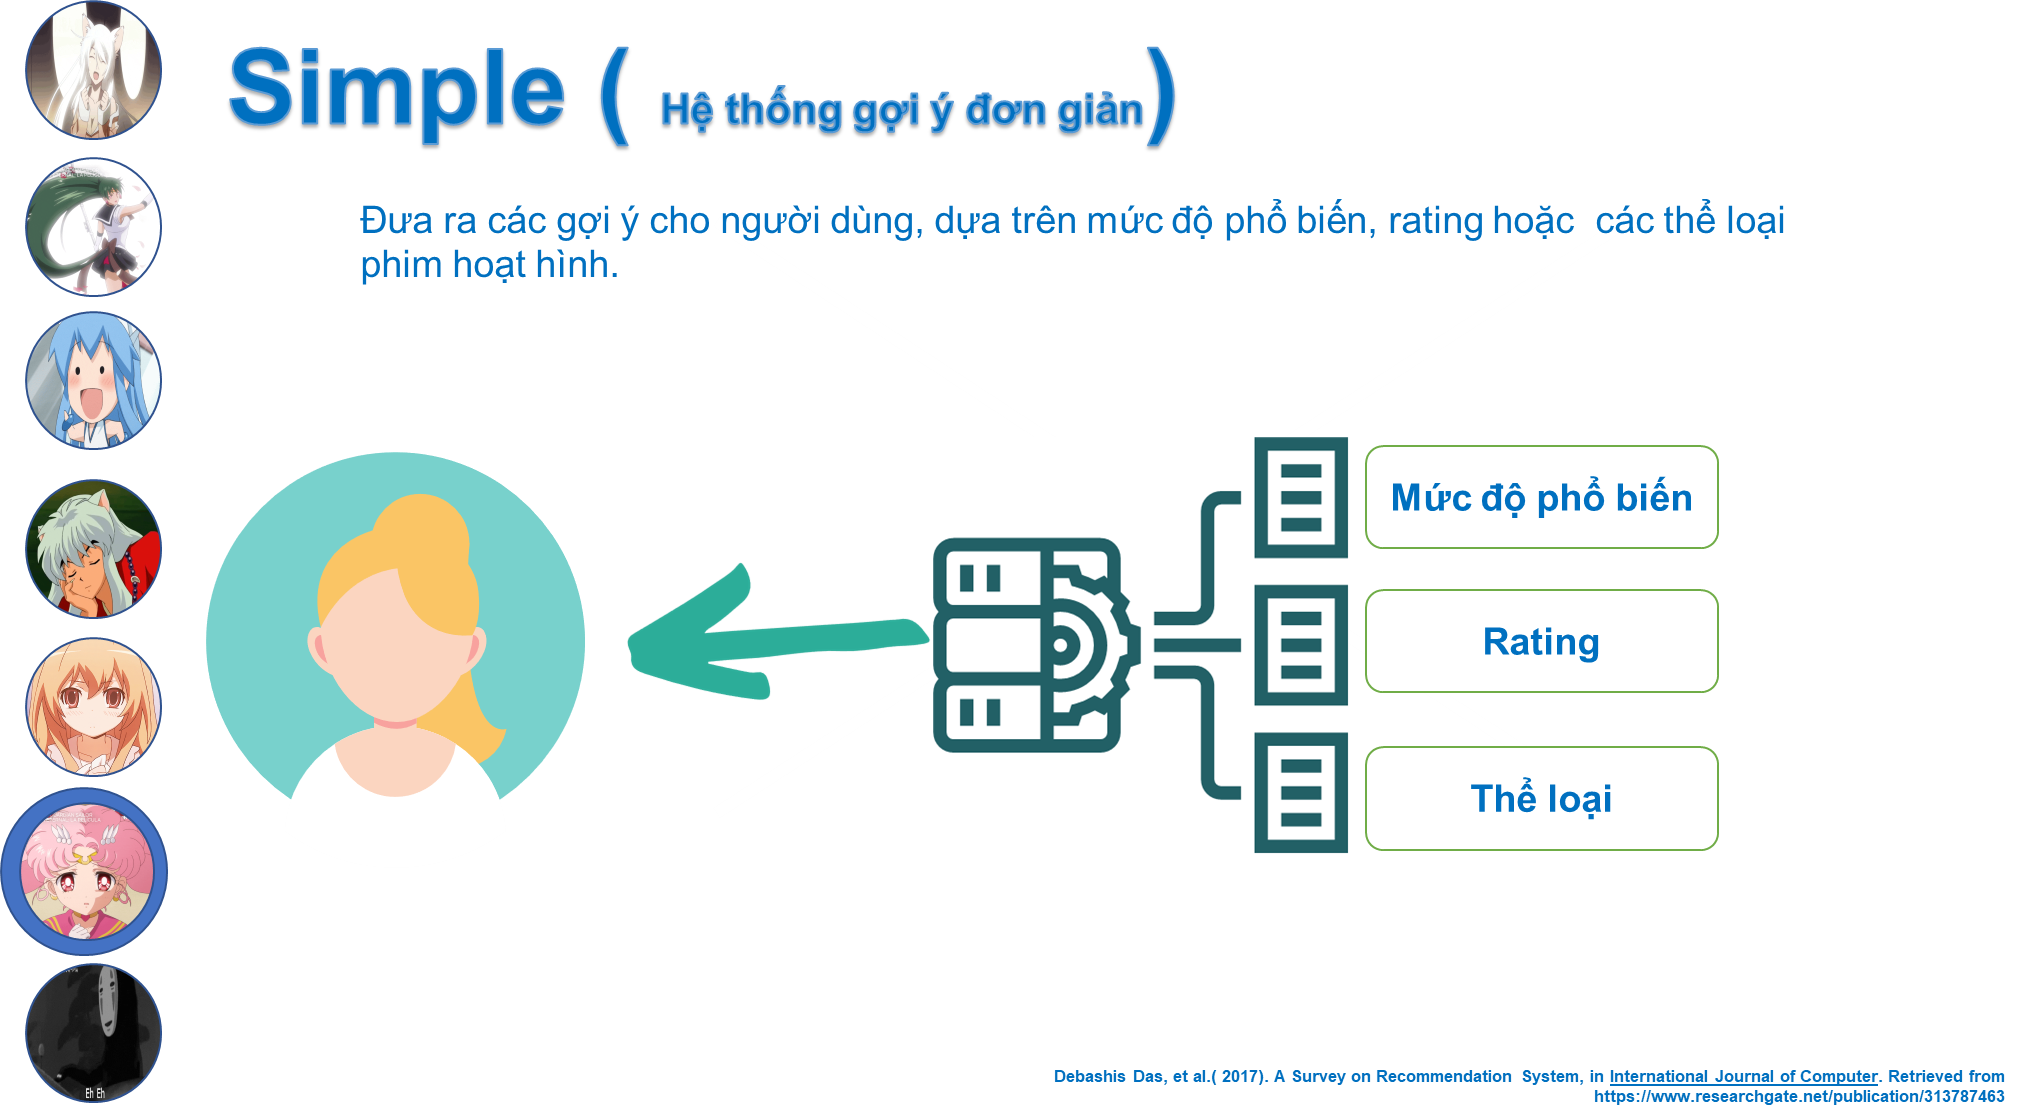 Simple ( Hệ thống gợi ý đơn giản)
Đưa ra các gợi ý cho người dùng, dựa trên mức độ phổ biến, rating hoặc các thể loại
phim hoạt hình.
Mức độ phổ biến
Rating
Thể loại
Eh Eh
Debashis Das, et al.( 2017). A Survey on Recommendation System, in International Journal of Computer. Retrieved from
https://www.researchgate.net/publication/313787463